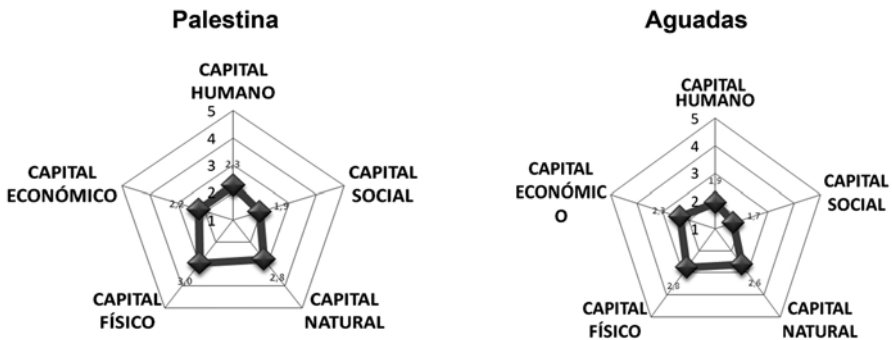 Palestina
CAPITAL
HUMANO
5
4
3
2,3
2
1
CAPITAL
ECONÓMICO
2,2
CAPITAL
SOCIAL
1,9
3,0
2,8
CAPITAL
FÍSICO
CAPITAL
NATURAL
Aguadas
CAPITAL
HUMANO
5
4
3
1,9
2
1
CAPITAL
ECONÓMIC
O
CAPITAL
SOCIAL
1,7
2,8
2,6
CAPITAL
FÍSICO
CAPITAL
NATURAL